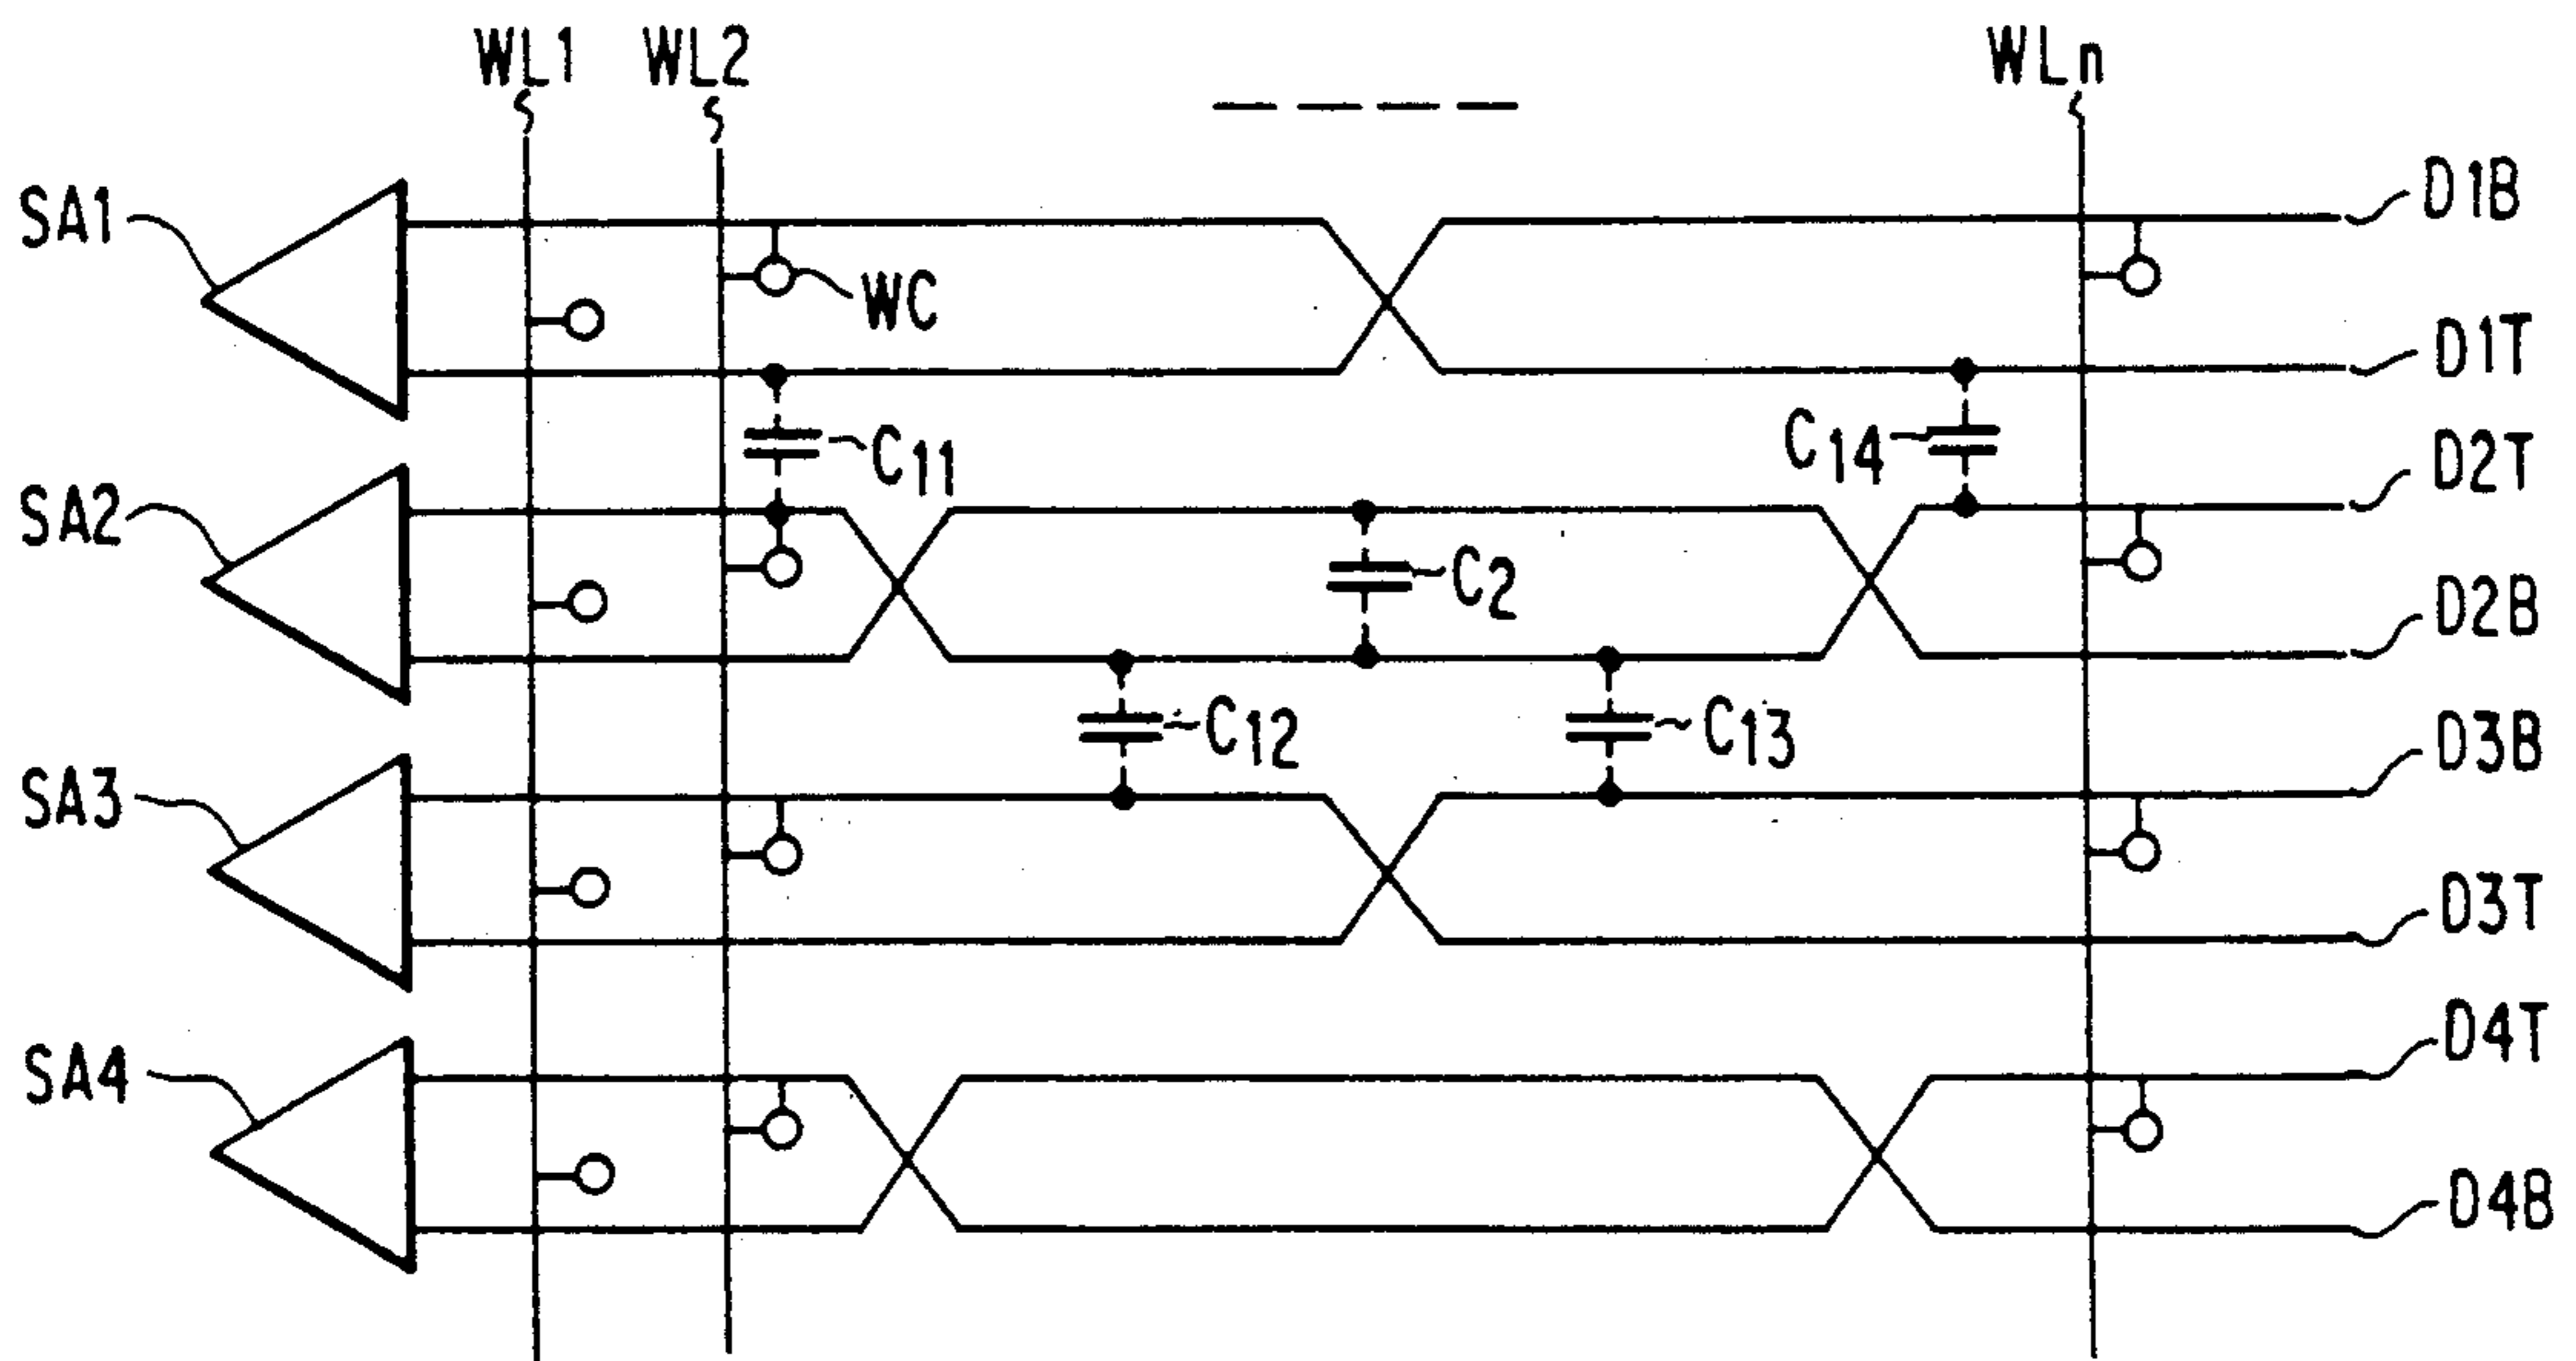 WL1 WL2 WLn
D1B
SA1
WC
D1T
C11 C14
D2T
SA2
C2
D2B
C12 C13
D3B
SA3
D3T
D4T
SA4
D4B